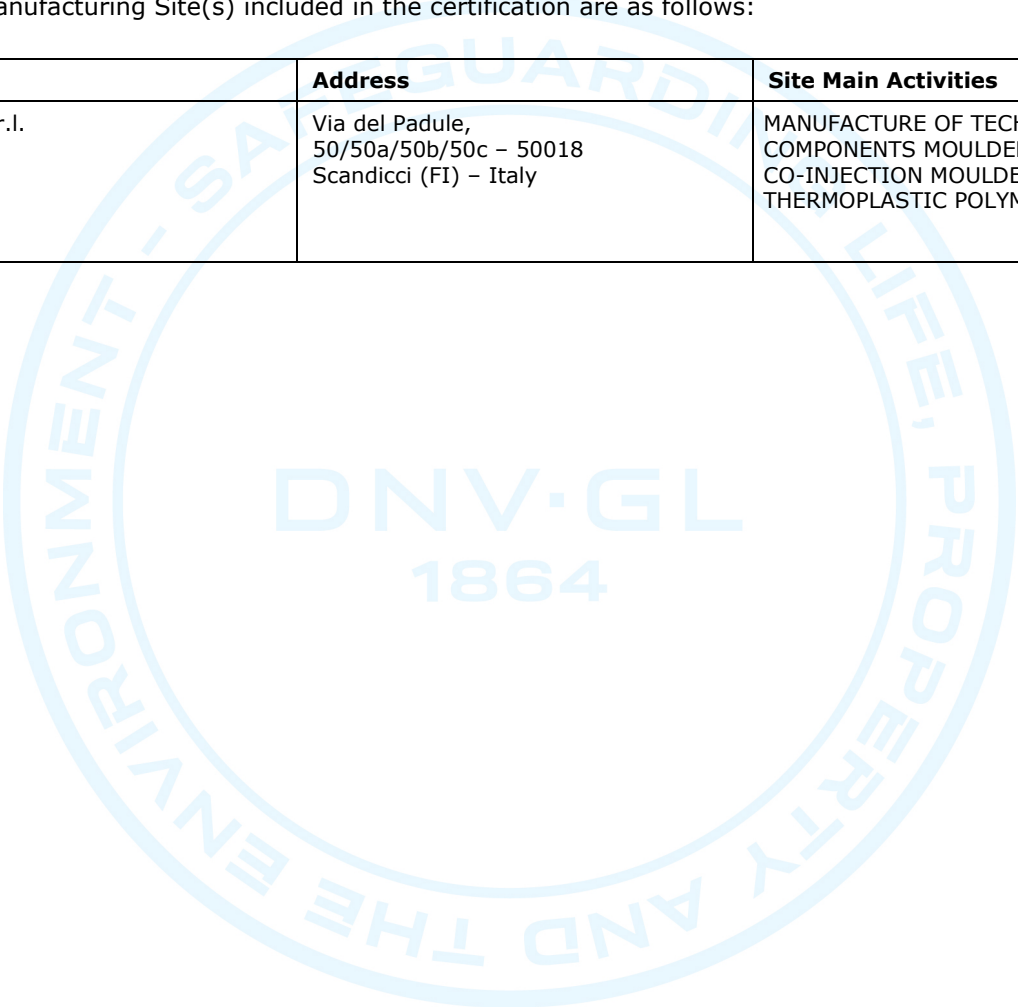 anufacturing Site(s) included in the certification are as follows:
Address
Site Main Activities
r.l.
Via del Padule,
50/50a/50b/50c – 50018
Scandicci (FI) – Italy
MANUFACTURE OF TECH
COMPONENTS MOULDE
CO-INJECTION MOULDE
THERMOPLASTIC POLYM
SAFEGUARDING LIFE, PROPERTY AND THE ENVIRONMENT -
DNV·GL
1864